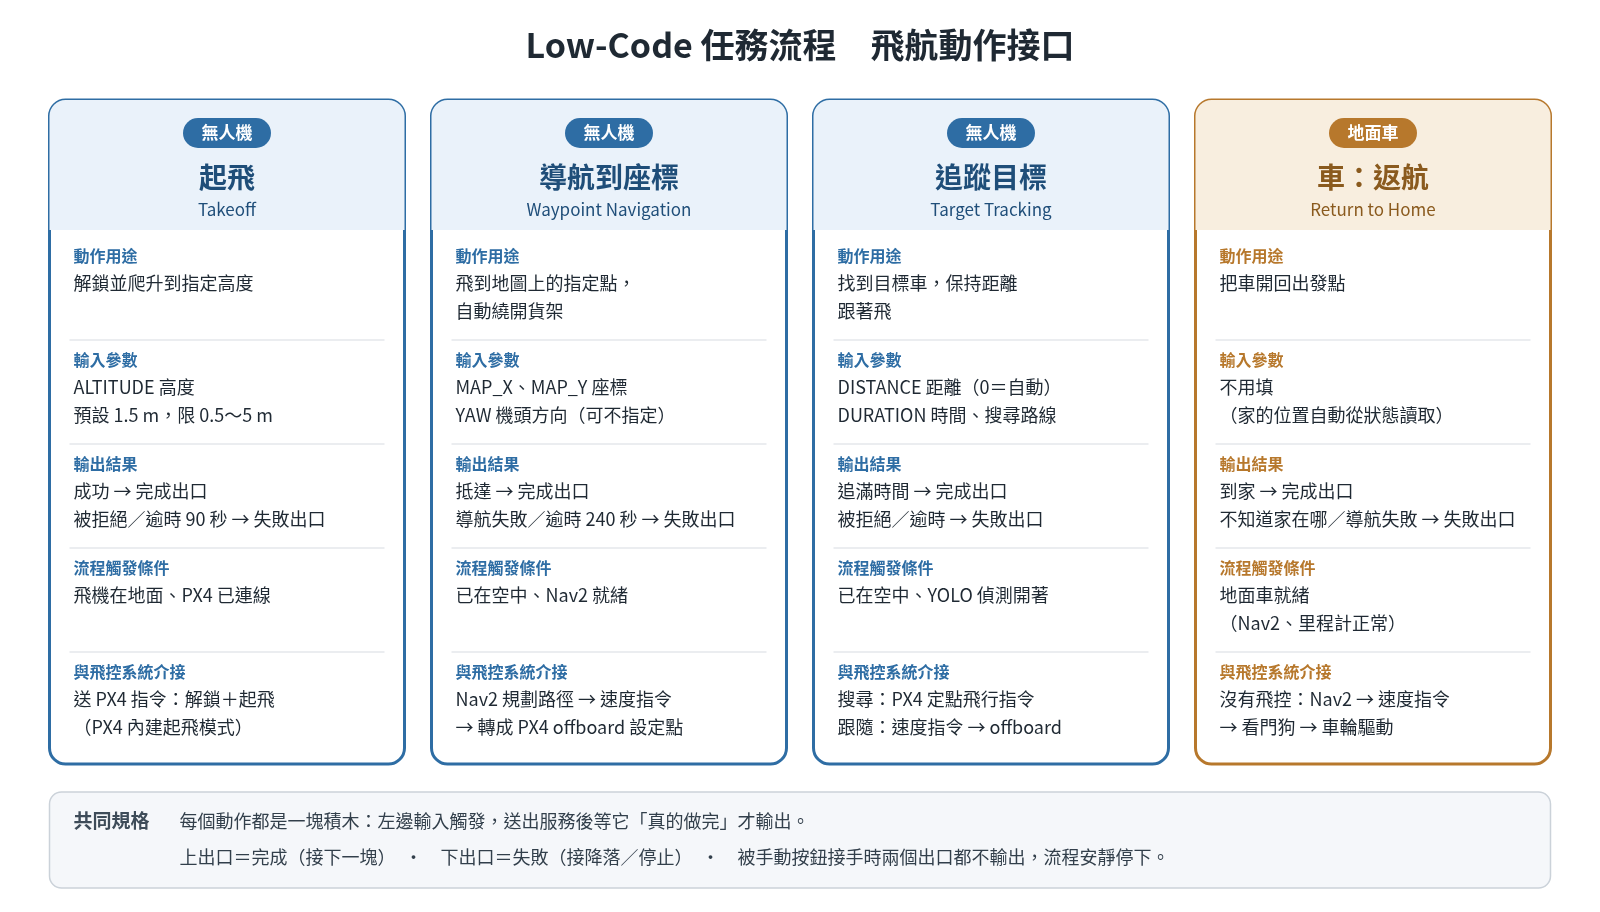 Low-Code 任務流程　飛航動作接口
無人機
起飛
Takeoff
動作用途
解鎖並爬升到指定高度
輸入參數
ALTITUDE 高度
預設 1.5 m，限 0.5～5 m
輸出結果
成功 → 完成出口
被拒絕／逾時 90 秒 → 失敗出口
流程觸發條件
飛機在地面、PX4 已連線
與飛控系統介接
送 PX4 指令：解鎖＋起飛
（PX4 內建起飛模式）
無人機
導航到座標
Waypoint Navigation
動作用途
飛到地圖上的指定點，
自動繞開貨架
輸入參數
MAP_X、MAP_Y 座標
YAW 機頭方向（可不指定）
輸出結果
抵達 → 完成出口
導航失敗／逾時 240 秒 → 失敗出口
流程觸發條件
已在空中、Nav2 就緒
與飛控系統介接
Nav2 規劃路徑 → 速度指令
→ 轉成 PX4 offboard 設定點
無人機
追蹤目標
Target Tracking
動作用途
找到目標車，保持距離
跟著飛
輸入參數
DISTANCE 距離（0＝自動）
DURATION 時間、搜尋路線
輸出結果
追滿時間 → 完成出口
被拒絕／逾時 → 失敗出口
流程觸發條件
已在空中、YOLO 偵測開著
與飛控系統介接
搜尋：PX4 定點飛行指令
跟隨：速度指令 → offboard
地面車
車：返航
Return to Home
動作用途
把車開回出發點
輸入參數
不用填
（家的位置自動從狀態讀取）
輸出結果
到家 → 完成出口
不知道家在哪／導航失敗 → 失敗出口
流程觸發條件
地面車就緒
（Nav2、里程計正常）
與飛控系統介接
沒有飛控：Nav2 → 速度指令
→ 看門狗 → 車輪驅動
共同規格　每個動作都是一塊積木：左邊輸入觸發，送出服務後等它「真的做完」才輸出。
上出口＝完成（接下一塊）　・　下出口＝失敗（接降落／停止）　・　被手動按鈕接手時兩個出口都不輸出，流程安靜停下。